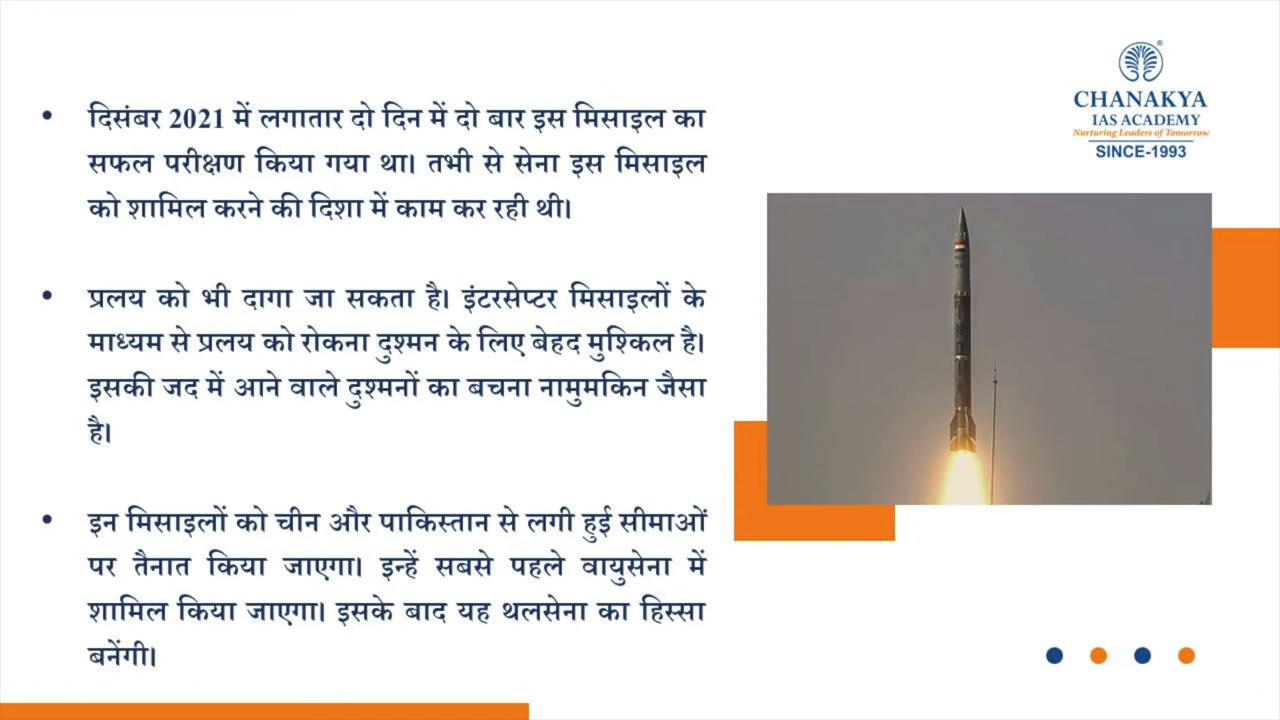 • दिसंबर 2021 में लगातार दो दिन में दो बार इस मिसाइल का
सफल परीक्षण किया गया था। तभी से सेना इस मिसाइल
को शामिल करने की दिशा में काम कर रही थी।
• प्रलय को भी दागा जा सकता है। इंटरसेप्टर मिसाइलों के
माध्यम से प्रलय को रोकना दुश्मन के लिए बेहद मुश्किल है।
इसकी जद में आने वाले दुश्मनों का बचना नामुमकिन जैसा
है।
• इन मिसाइलों को चीन और पाकिस्तान से लगी हुई सीमाओं
पर तैनात किया जाएगा। इन्हें सबसे पहले वायुसेना में
शामिल किया जाएगा। इसके बाद यह थलसेना का हिस्सा
बनेंगी।
®
CHANAKYA
IAS ACADEMY
Nurturing Leaders of Tomorrow
SINCE-1993